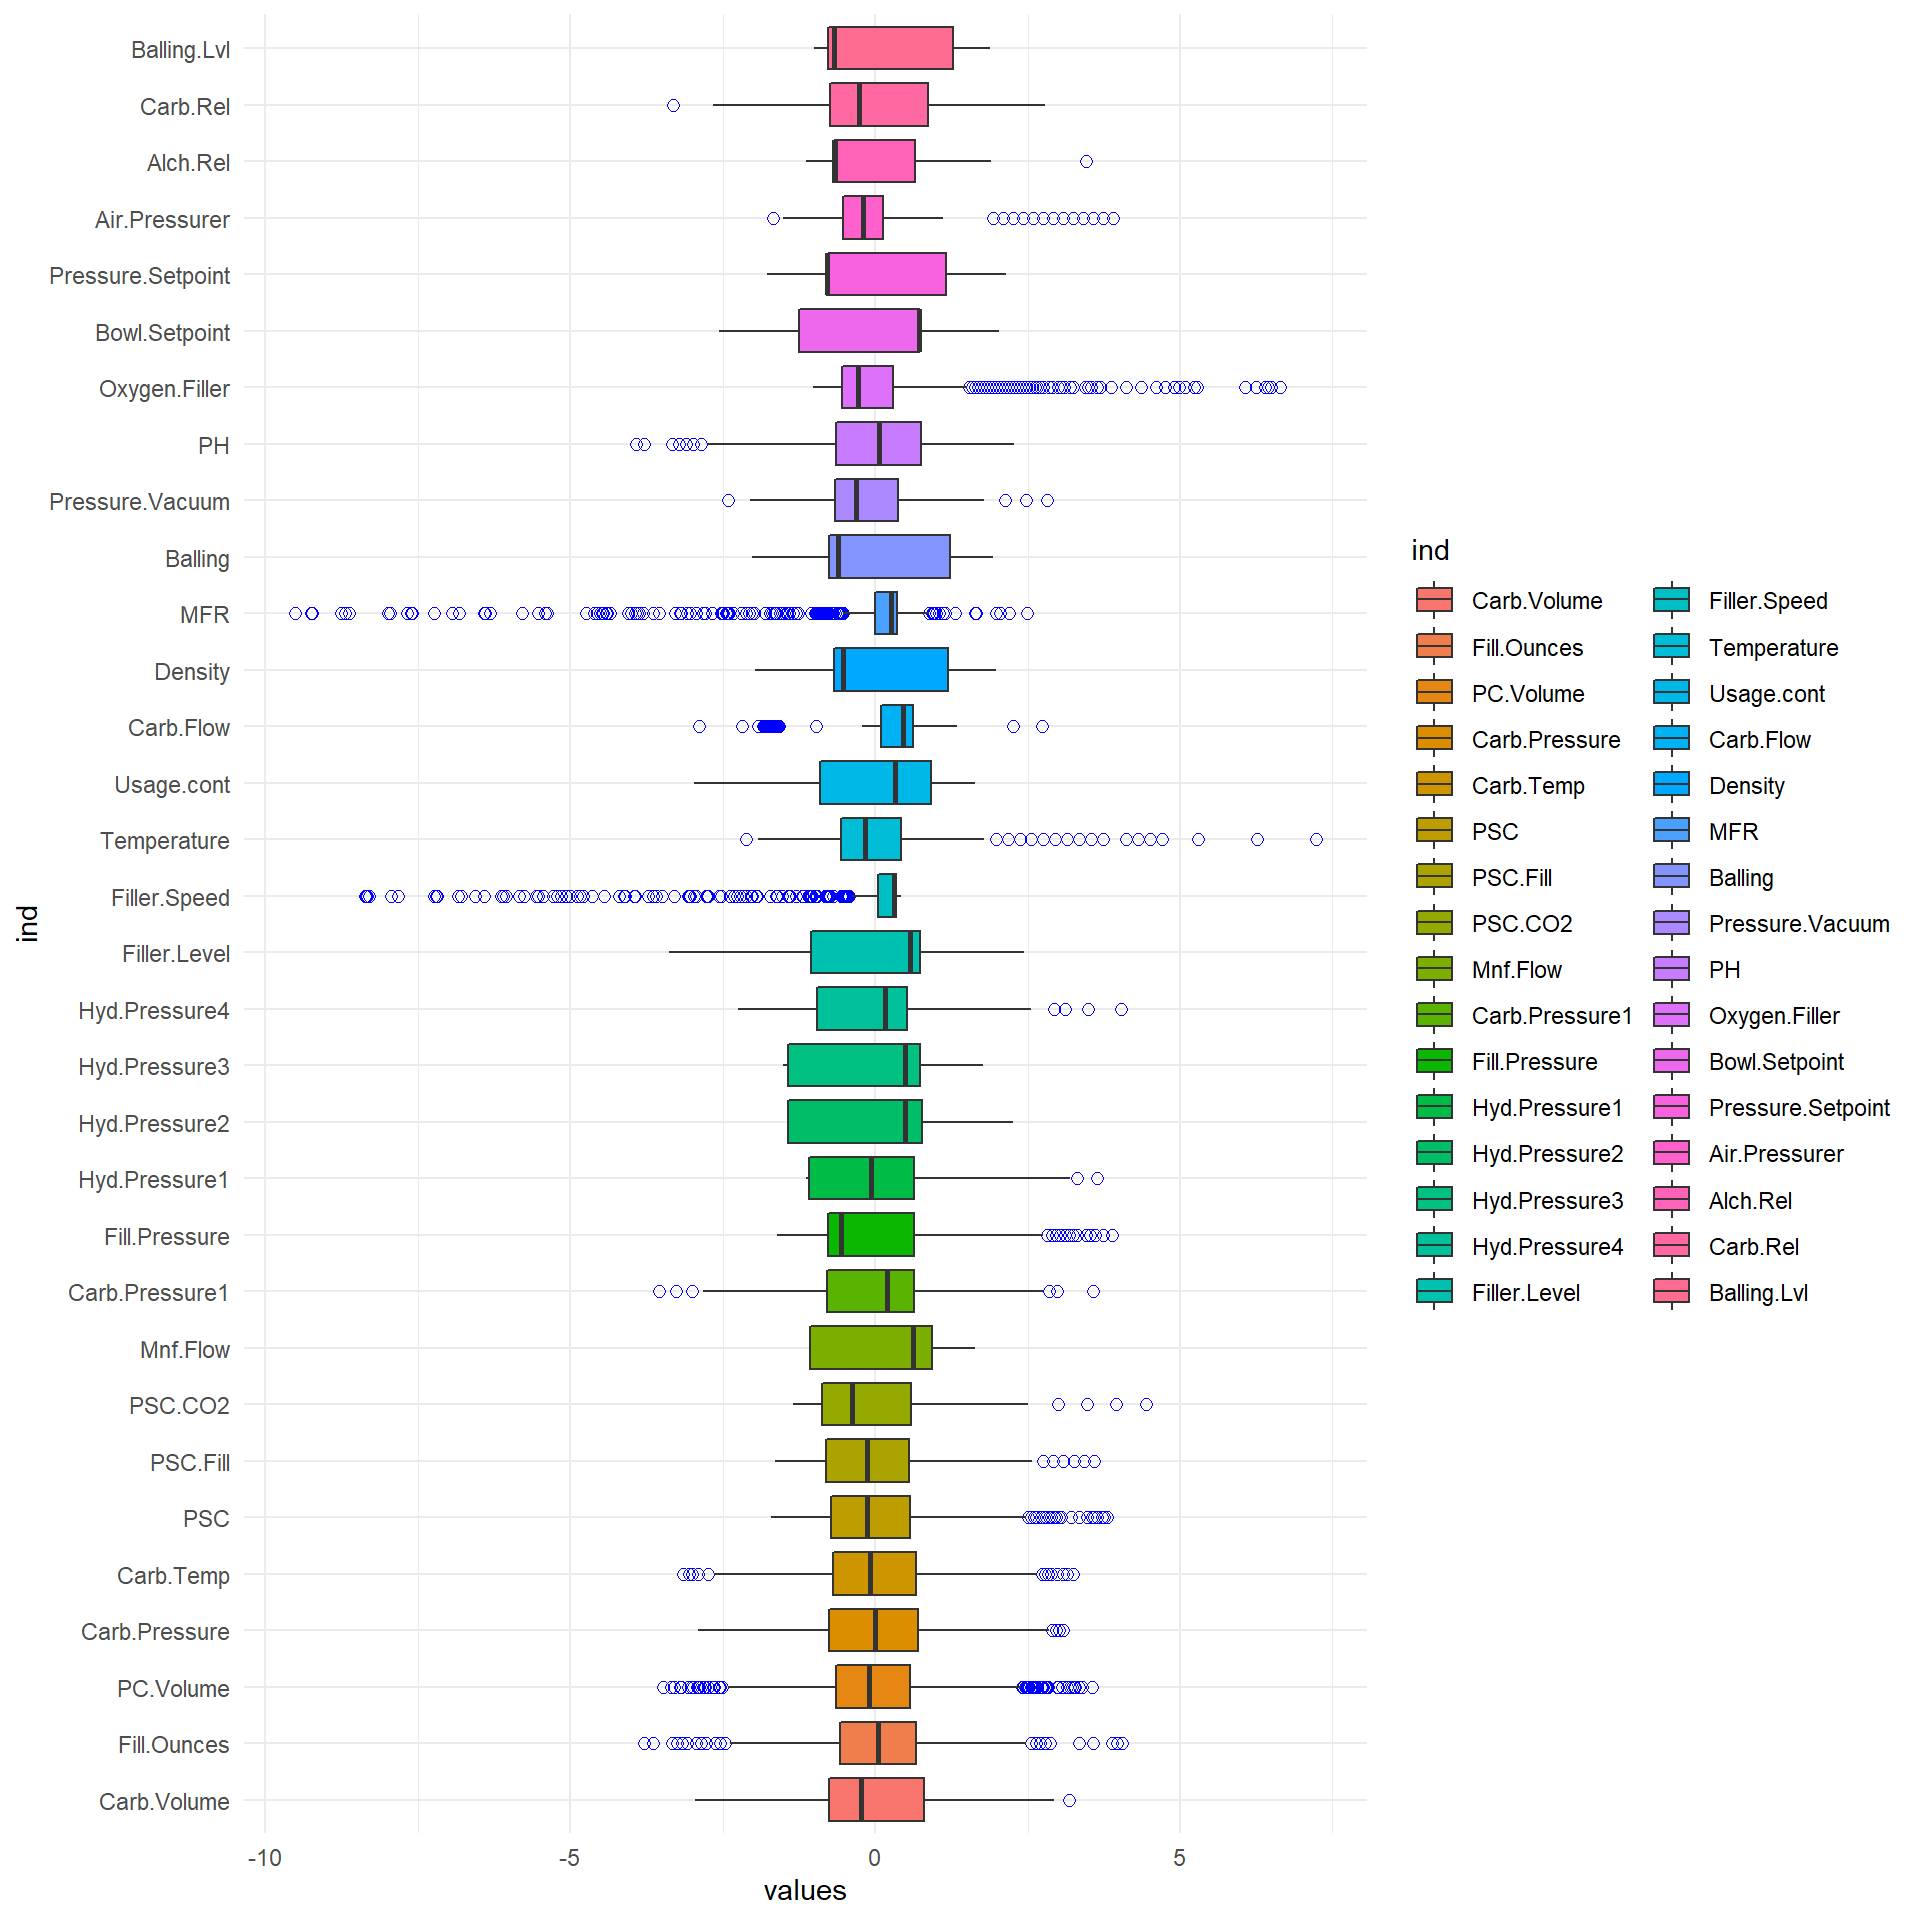 Balling.Lvl
Carb.Rel
Alch.Rel
Air.Pressurer
Pressure.Setpoint
Bowl.Setpoint
Oxygen.Filler
PH
Pressure.Vacuum
Balling
MFR
Density
Carb.Flow
Usage.cont
Temperature
Filler.Speed
Filler.Level
Hyd.Pressure4
Hyd.Pressure3
Hyd.Pressure2
Hyd.Pressure1
Fill.Pressure
Carb.Pressure1
Mnf.Flow
PSC.CO2
PSC.Fill
PSC
Carb.Temp
Carb.Pressure
PC.Volume
Fill.Ounces
Carb.Volume
ind
-10 -5 0 5
values
ind
Carb.Volume
Fill.Ounces
PC.Volume
Carb.Pressure
Carb.Temp
PSC
PSC.Fill
PSC.CO2
Mnf.Flow
Carb.Pressure1
Fill.Pressure
Hyd.Pressure1
Hyd.Pressure2
Hyd.Pressure3
Hyd.Pressure4
Filler.Level
Filler.Speed
Temperature
Usage.cont
Carb.Flow
Density
MFR
Balling
Pressure.Vacuum
PH
Oxygen.Filler
Bowl.Setpoint
Pressure.Setpoint
Air.Pressurer
Alch.Rel
Carb.Rel
Balling.Lvl